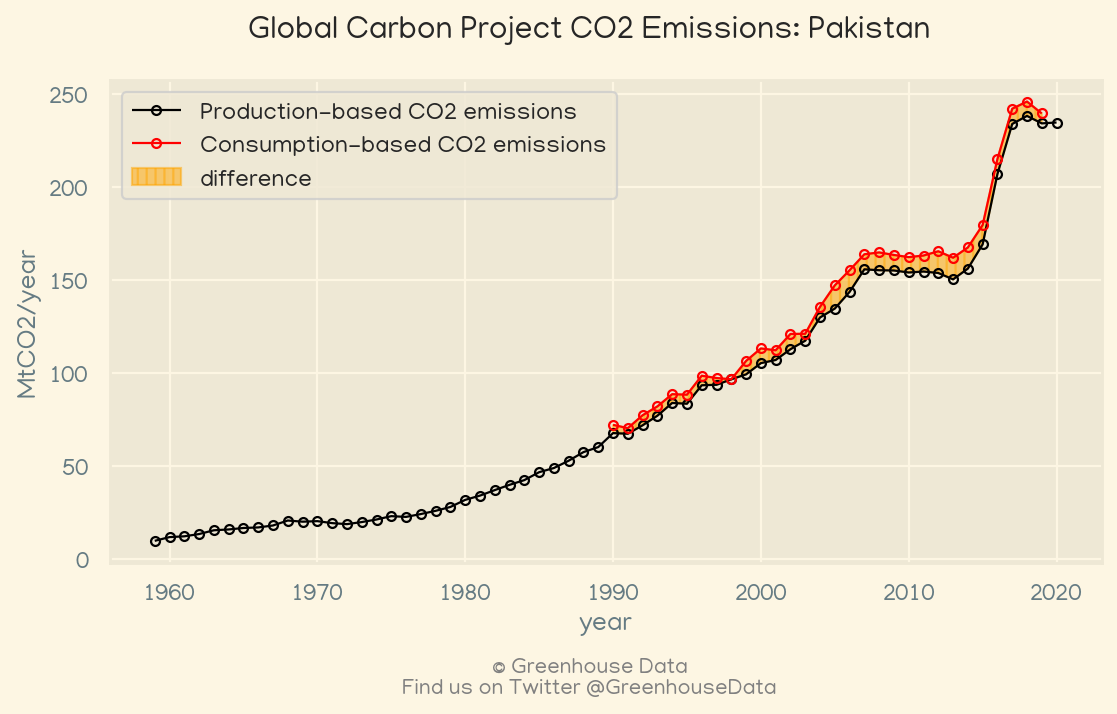 Global Carbon Project CO2 Emissions: Pakistan
250
200
150
100
50
0
MtCO2/year
Production-based CO2 emissions
Consumption-based CO2 emissions
difference
1960 1970 1980 1990 2000 2010 2020
year
© Greenhouse Data
Find us on Twitter @GreenhouseData